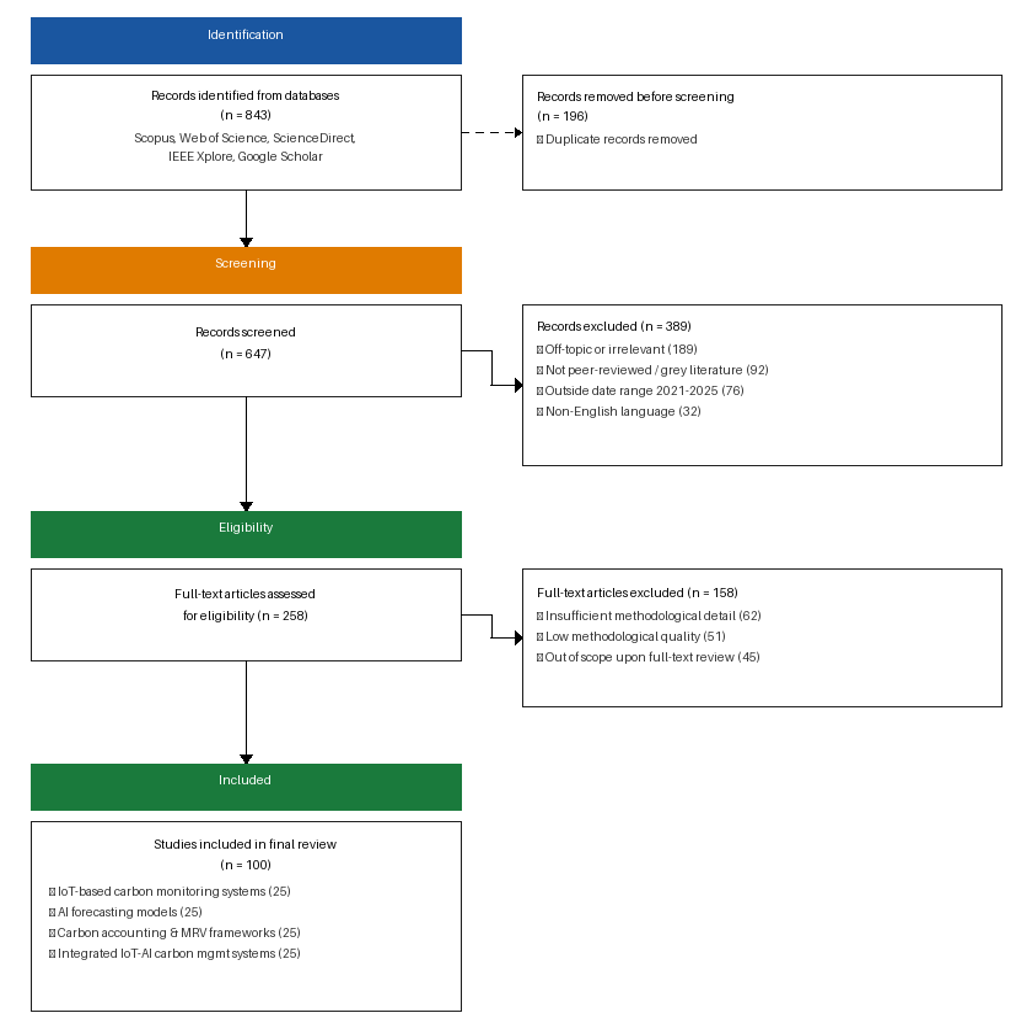 Identification
Records identified from databases
(n = 843)
Scopus, Web of Science, ScienceDirect,
IEEE Xplore, Google Scholar
Records removed before screening
(n = 196)
Duplicate records removed
Screening
Records screened
(n = 647)
Records excluded (n = 389)
Off-topic or irrelevant (189)
Not peer-reviewed / grey literature (92)
Outside date range 2021-2025 (76)
Non-English language (32)
Eligibility
Full-text articles assessed
for eligibility (n = 258)
Full-text articles excluded (n = 158)
Insufficient methodological detail (62)
Low methodological quality (51)
Out of scope upon full-text review (45)
Included
Studies included in final review
(n = 100)
IoT-based carbon monitoring systems (25)
AI forecasting models (25)
Carbon accounting & MRV frameworks (25)
Integrated IoT-AI carbon mgmt systems (25)